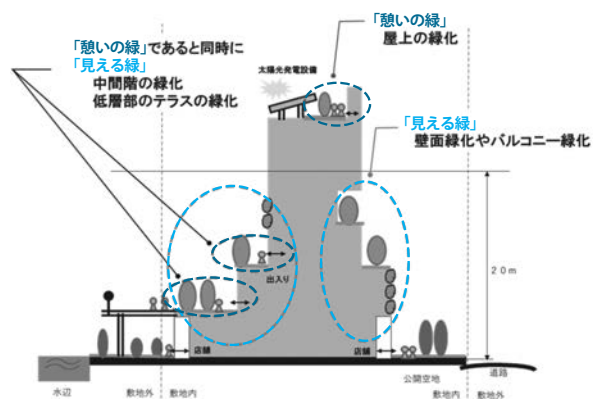 「憩いの緑」
屋上の緑化
「憩いの緑」であると同時に
「見える緑」
中間階の緑化
低層部のテラスの緑化
太陽光発電設備
「見える緑」
壁面緑化やバルコニー緑化
20m
出入り
店舗
店舗
公開空地
道路
水辺
敷地外
敷地内
敷地内
敷地外